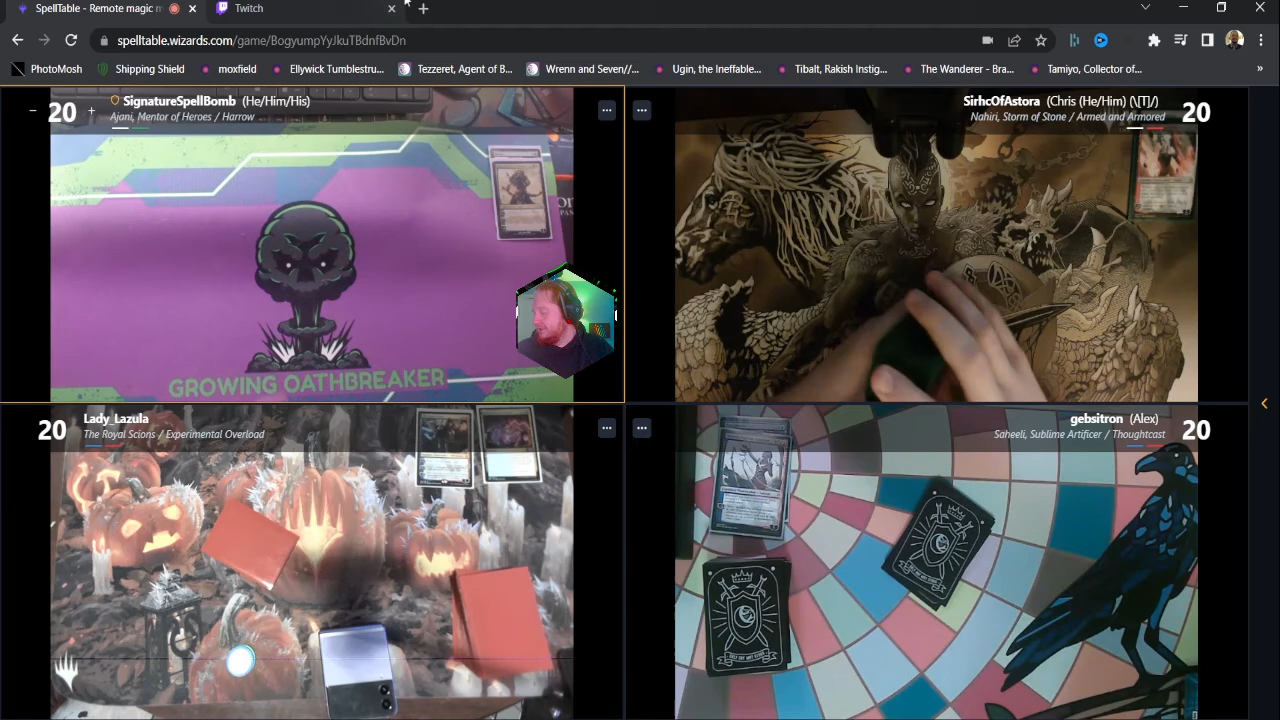 SpellTable - Remote magic m
Twitch
spelltable.wizards.com/game/BogyumpYyJkuTBdnfBvDn
PhotoMosh
Shipping Shield
moxfield
Ellywick Tumblestru...
Tezzeret, Agent of B...
Wrenn and Seven//...
Ugin, the Ineffable...
Tibalt, Rakish Instig...
The Wanderer - Bra...
Tamiyo, Collector of...
»
− 20 +
SignatureSpellBomb (He/Him/His)
Ajani, Mentor of Heroes / Harrow
GROWING OATHBREAKER
SirhcOfAstora (Chris (He/Him) (\[T]/)
Nahiri, Storm of Stone / Armed and Armored
20
20
Lady_Lazula
The Royal Scions / Experimental Overload
gebsitron (Alex)
Saheeli, Sublime Artificer / Thoughtcast
20